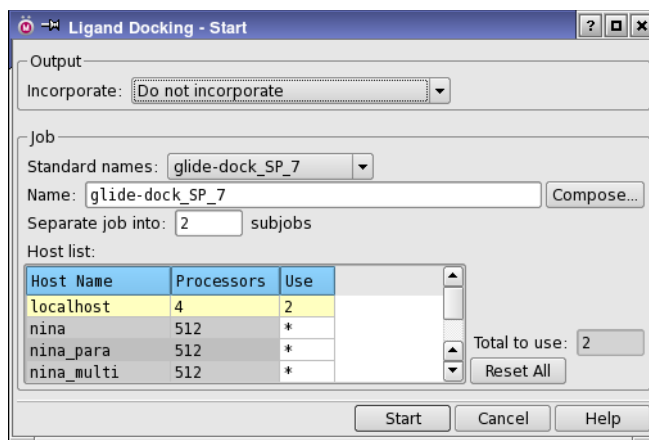 Ligand Docking - Start
Output
Incorporate: Do not incorporate
Job
Standard names: glide-dock_SP_7
Name: glide-dock_SP_7 Compose...
Separate job into: 2 subjobs
Host list:
Host Name Processors Use
localhost 4 2
nina 512 *
nina_para 512 *
nina_multi 512 *
Total to use: 2
Reset All
Start Cancel Help